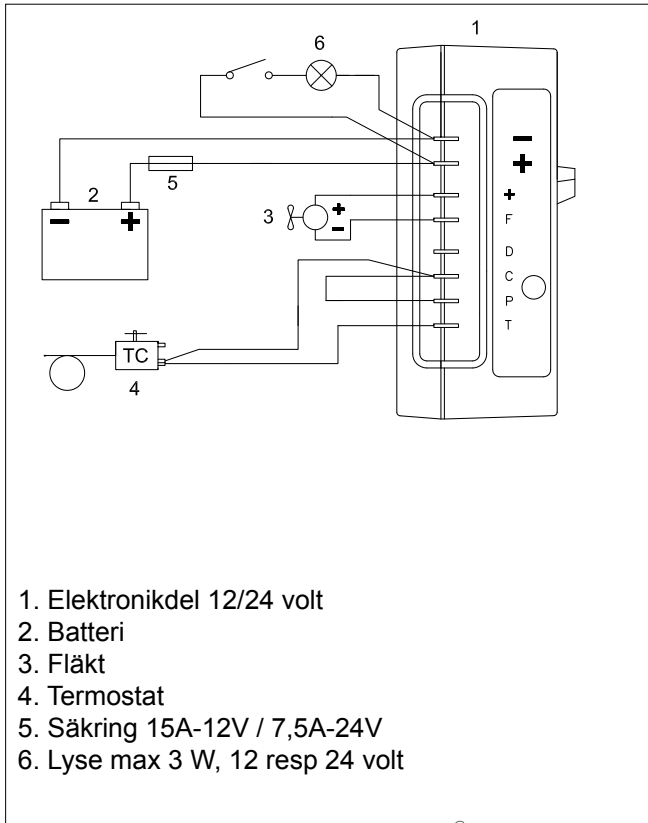 6
1
2
5
3
TC
4
+
−
−
+
−
+
+
F
D
C
P
T
1. Elektronikdel 12/24 volt
2. Batteri
3. Fläkt
4. Termostat
5. Säkring 15A-12V / 7,5A-24V
6. Lyse max 3 W, 12 resp 24 volt